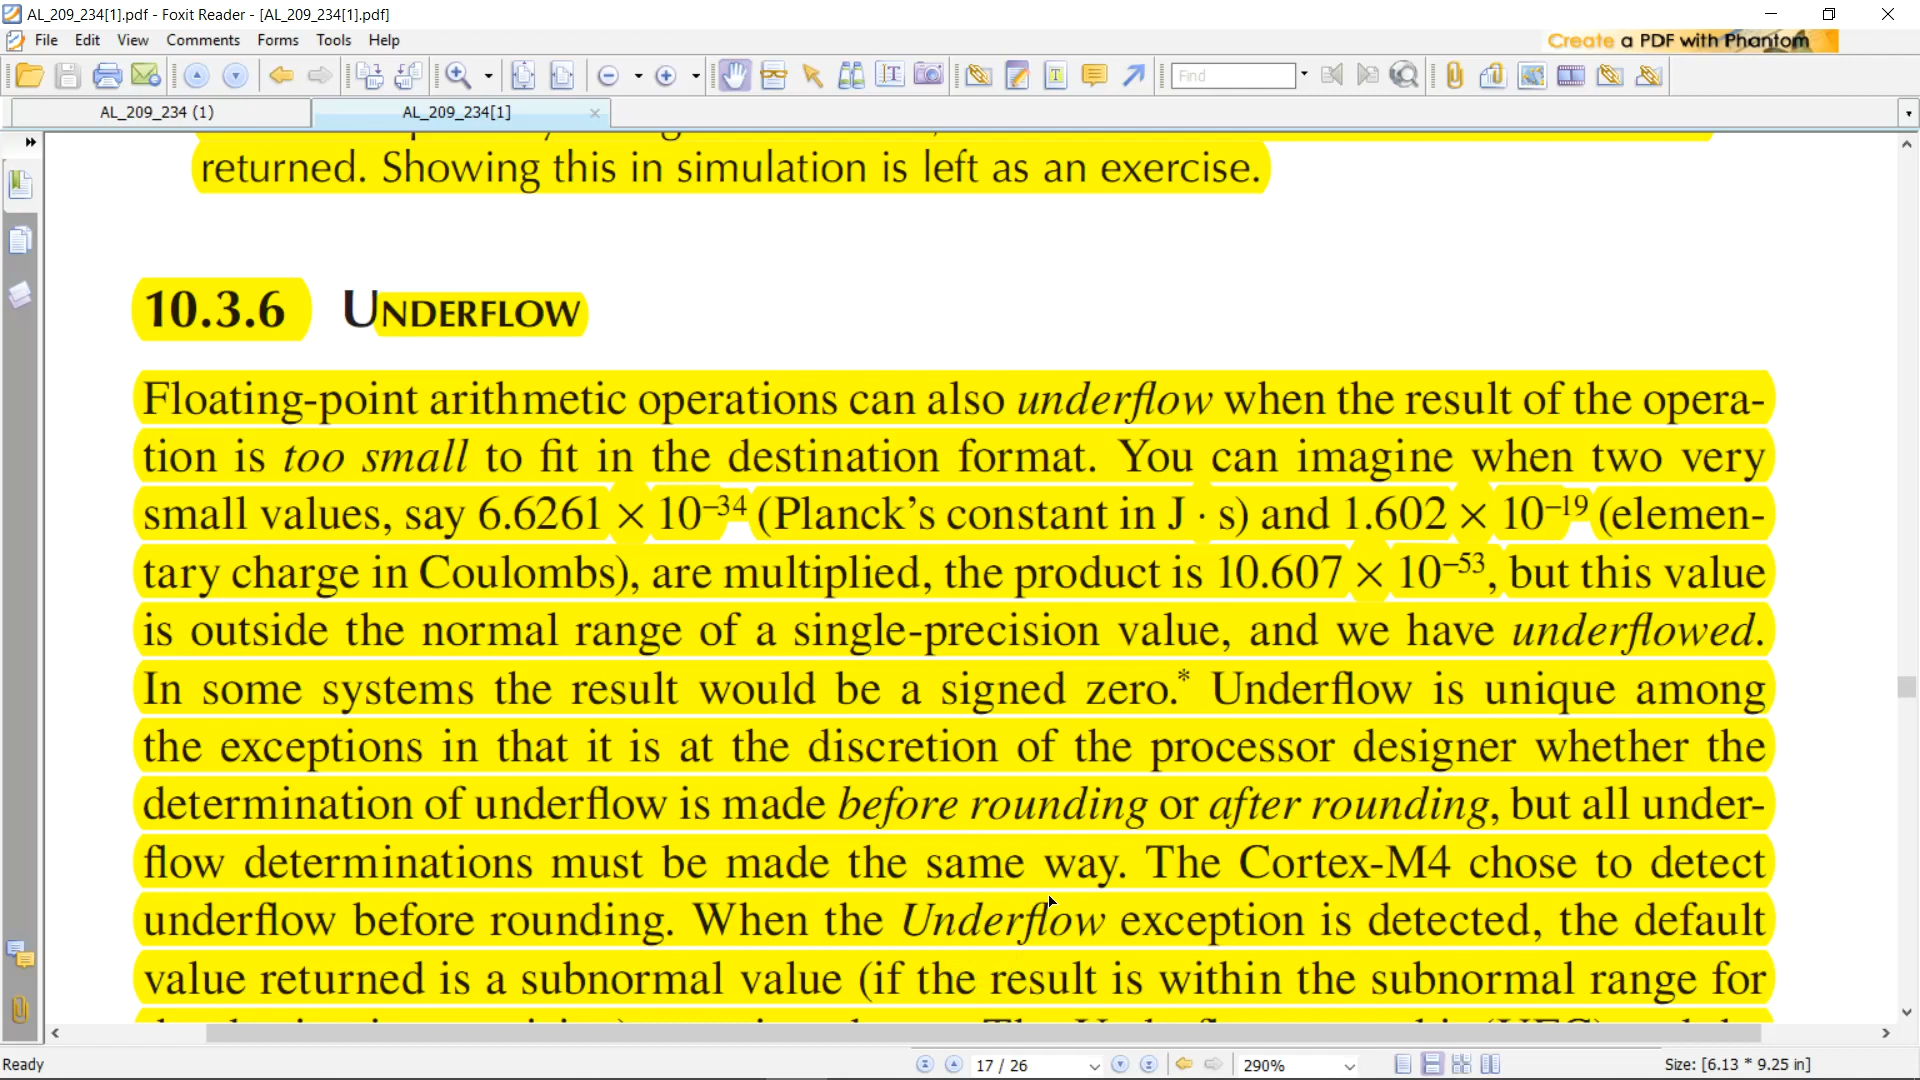 AL_209_234[1].pdf - Foxit Reader - [AL_209_234[1].pdf]
File Edit View Comments Forms Tools Help
Create a PDF with Phantom
Find
AL_209_234 (1)
AL_209_234[1]
returned. Showing this in simulation is left as an exercise.
10.3.6 Underflow
Floating-point arithmetic operations can also underflow when the result of the opera-
tion is too small to fit in the destination format. You can imagine when two very
small values, say 6.6261 × 10⁻³⁴ (Planck’s constant in J · s) and 1.602 × 10⁻¹⁹ (elemen-
tary charge in Coulombs), are multiplied, the product is 10.607 × 10⁻⁵³, but this value
is outside the normal range of a single-precision value, and we have underflowed.
In some systems the result would be a signed zero.* Underflow is unique among
the exceptions in that it is at the discretion of the processor designer whether the
determination of underflow is made before rounding or after rounding, but all under-
flow determinations must be made the same way. The Cortex-M4 chose to detect
underflow before rounding. When the Underflow exception is detected, the default
value returned is a subnormal value (if the result is within the subnormal range for
Ready
17 / 26
290%
Size: [6.13 * 9.25 in]